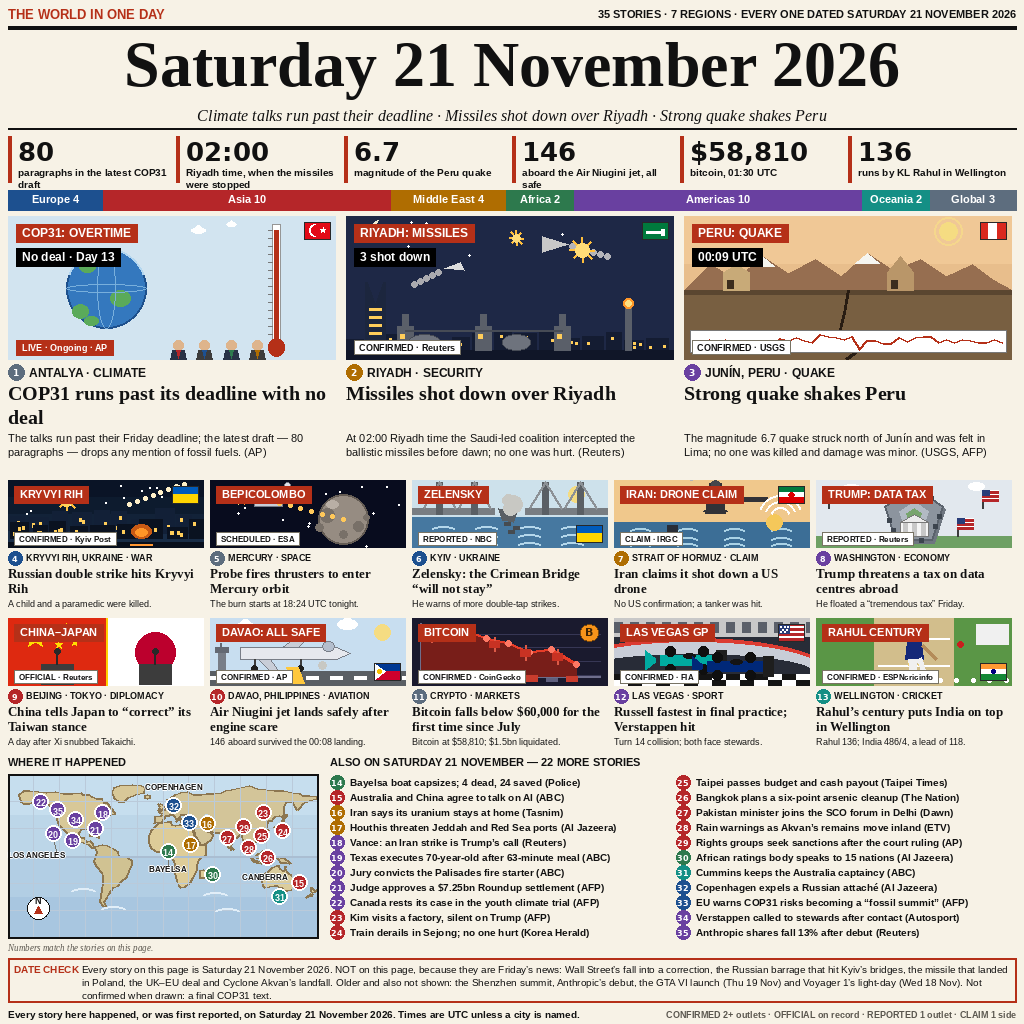 THE WORLD IN ONE DAY
35 STORIES · 7 REGIONS · EVERY ONE DATED SATURDAY 21 NOVEMBER 2026
Saturday 21 November 2026
Climate talks run past their deadline · Missiles shot down over Riyadh · Strong quake shakes Peru
80
paragraphs in the latest COP31
draft
02:00
Riyadh time, when the missiles
were stopped
6.7
magnitude of the Peru quake
146
aboard the Air Niugini jet, all
safe
$58,810
bitcoin, 01:30 UTC
136
runs by KL Rahul in Wellington
Europe 4
Asia 10
Middle East 4
Africa 2
Americas 10
Oceania 2
Global 3
COP31: OVERTIME
No deal · Day 13
LIVE · Ongoing · AP
RIYADH: MISSILES
3 shot down
CONFIRMED · Reuters
PERU: QUAKE
00:09 UTC
CONFIRMED · USGS
1 ANTALYA · CLIMATE
COP31 runs past its deadline with no
deal
The talks run past their Friday deadline; the latest draft — 80
paragraphs — drops any mention of fossil fuels. (AP)
2 RIYADH · SECURITY
Missiles shot down over Riyadh
At 02:00 Riyadh time the Saudi-led coalition intercepted the
ballistic missiles before dawn; no one was hurt. (Reuters)
3 JUNÍN, PERU · QUAKE
Strong quake shakes Peru
The magnitude 6.7 quake struck north of Junín and was felt in
Lima; no one was killed and damage was minor. (USGS, AFP)
KRYVYI RIH
CONFIRMED · Kyiv Post
4 KRYVYI RIH, UKRAINE · WAR
Russian double strike hits Kryvyi
Rih
A child and a paramedic were killed.
BEPICOLOMBO
SCHEDULED · ESA
5 MERCURY · SPACE
Probe fires thrusters to enter
Mercury orbit
The burn starts at 18:24 UTC tonight.
ZELENSKY
REPORTED · NBC
6 KYIV · UKRAINE
Zelensky: the Crimean Bridge
“will not stay”
He warns of more double-tap strikes.
IRAN: DRONE CLAIM
CLAIM · IRGC
7 STRAIT OF HORMUZ · CLAIM
Iran claims it shot down a US
drone
No US confirmation; a tanker was hit.
TRUMP: DATA TAX
REPORTED · Reuters
8 WASHINGTON · ECONOMY
Trump threatens a tax on data
centres abroad
He floated a “tremendous tax” Friday.
CHINA–JAPAN
OFFICIAL · Reuters
9 BEIJING · TOKYO · DIPLOMACY
China tells Japan to “correct” its
Taiwan stance
A day after Xi snubbed Takaichi.
DAVAO: ALL SAFE
CONFIRMED · AP
10 DAVAO, PHILIPPINES · AVIATION
Air Niugini jet lands safely after
engine scare
146 aboard survived the 00:08 landing.
BITCOIN
B
CONFIRMED · CoinGecko
11 CRYPTO · MARKETS
Bitcoin falls below $60,000 for the
first time since July
Bitcoin at $58,810; $1.5bn liquidated.
LAS VEGAS GP
CONFIRMED · FIA
12 LAS VEGAS · SPORT
Russell fastest in final practice;
Verstappen hit
Turn 14 collision; both face stewards.
RAHUL CENTURY
CONFIRMED · ESPNcricinfo
13 WELLINGTON · CRICKET
Rahul’s century puts India on top
in Wellington
Rahul 136; India 486/4, a lead of 118.
WHERE IT HAPPENED
COPENHAGEN
LOS ANGELES
BAYELSA
CANBERRA
N
22
35
34
20
21
19
32
33
16
17
14
30
23
29
24
27
25
28
26
15
31
Numbers match the stories on this page.
ALSO ON SATURDAY 21 NOVEMBER — 22 MORE STORIES
14 Bayelsa boat capsizes; 4 dead, 24 saved (Police)
15 Australia and China agree to talk on AI (ABC)
16 Iran says its uranium stays at home (Tasnim)
17 Houthis threaten Jeddah and Red Sea ports (Al Jazeera)
18 Vance: an Iran strike is Trump’s call (Reuters)
19 Texas executes 70-year-old after 63-minute meal (ABC)
20 Jury convicts the Palisades fire starter (ABC)
21 Judge approves a $7.25bn Roundup settlement (AFP)
22 Canada rests its case in the youth climate trial (AFP)
23 Kim visits a factory, silent on Trump (AFP)
24 Train derails in Sejong; no one hurt (Korea Herald)
25 Taipei passes budget and cash payout (Taipei Times)
26 Bangkok plans a six-point arsenic cleanup (The Nation)
27 Pakistan minister joins the SCO forum in Delhi (Dawn)
28 Rain warnings as Akvan’s remains move inland (ETV)
29 Rights groups seek sanctions after the court ruling (AP)
30 African ratings body speaks to 15 nations (Al Jazeera)
31 Cummins keeps the Australia captaincy (ABC)
32 Copenhagen expels a Russian attaché (Al Jazeera)
33 EU warns COP31 risks becoming a “fossil summit” (AFP)
34 Verstappen called to stewards after contact (Autosport)
35 Anthropic shares fall 13% after debut (Reuters)
DATE CHECK Every story on this page is Saturday 21 November 2026. NOT on this page, because they are Friday’s news: Wall Street’s fall into a correction, the Russian barrage that hit Kyiv’s bridges, the missile that landed
in Poland, the UK–EU deal and Cyclone Akvan’s landfall. Older and also not shown: the Shenzhen summit, Anthropic’s debut, the GTA VI launch (Thu 19 Nov) and Voyager 1’s light-day (Wed 18 Nov). Not
confirmed when drawn: a final COP31 text.
Every story here happened, or was first reported, on Saturday 21 November 2026. Times are UTC unless a city is named.
CONFIRMED 2+ outlets · OFFICIAL on record · REPORTED 1 outlet · CLAIM 1 side